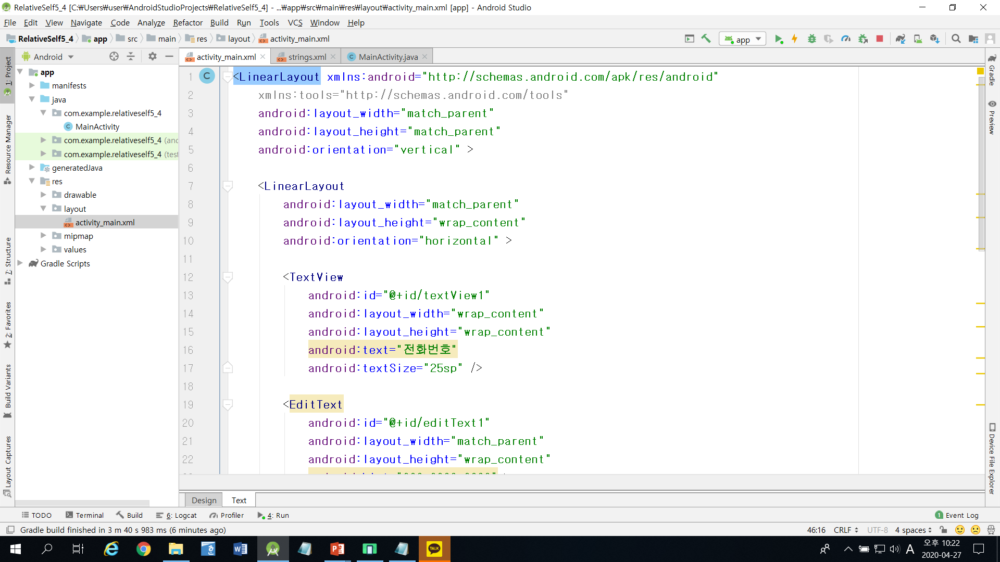 RelativeSelf5_4 [C:₩Users₩user₩AndroidStudioProjects₩RelativeSelf5_4] - ...₩app₩src₩main₩res₩layout₩activity_main.xml [app] - Android Studio
File Edit View Navigate Code Analyze Refactor Build Run Tools VCS Window Help
RelativeSelf5_4 app src main res layout activity_main.xml app
Android
activity_main.xml strings.xml MainActivity.java
1: Project
Resource Manager
7: Structure
2: Favorites
Build Variants
Layout Captures
app
manifests
java
com.example.relativeself5_4
MainActivity
com.example.relativeself5_4 (and
com.example.relativeself5_4 (test
generatedJava
res
drawable
layout
activity_main.xml
mipmap
values
Gradle Scripts
1 <LinearLayout xmlns:android="http://schemas.android.com/apk/res/android"
2 xmlns:tools="http://schemas.android.com/tools"
3 android:layout_width="match_parent"
4 android:layout_height="match_parent"
5 android:orientation="vertical" >
6
7 <LinearLayout
8 android:layout_width="match_parent"
9 android:layout_height="wrap_content"
10 android:orientation="horizontal" >
11
12 <TextView
13 android:id="@+id/textView1"
14 android:layout_width="wrap_content"
15 android:layout_height="wrap_content"
16 android:text="전화번호"
17 android:textSize="25sp" />
18
19 <EditText
20 android:id="@+id/editText1"
21 android:layout_width="match_parent"
22 android:layout_height="wrap_content"
Gradle
Preview
Device File Explorer
Design Text
TODO Terminal Build 6: Logcat Profiler 4: Run 1 Event Log
Gradle build finished in 3 m 40 s 983 ms (6 minutes ago) 46:16 CRLF UTF-8 4 spaces
TALK
A
오후 10:22
2020-04-27